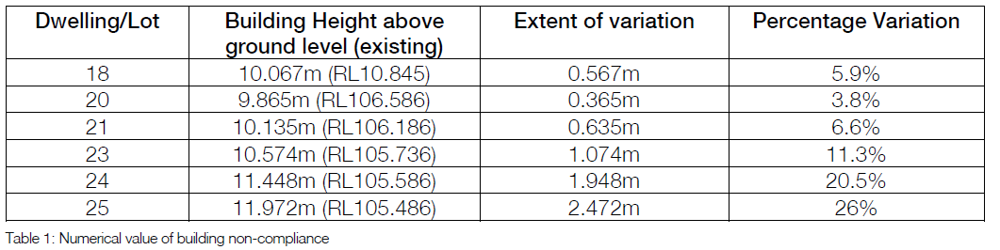 Dwelling/Lot Building Height above ground level (existing) Extent of variation Percentage Variation
18 10.067m (RL10.845) 0.567m 5.9%
20 9.865m (RL106.586) 0.365m 3.8%
21 10.135m (RL106.186) 0.635m 6.6%
23 10.574m (RL105.736) 1.074m 11.3%
24 11.448m (RL105.586) 1.948m 20.5%
25 11.972m (RL105.486) 2.472m 26%
Table 1: Numerical value of building non-compliance